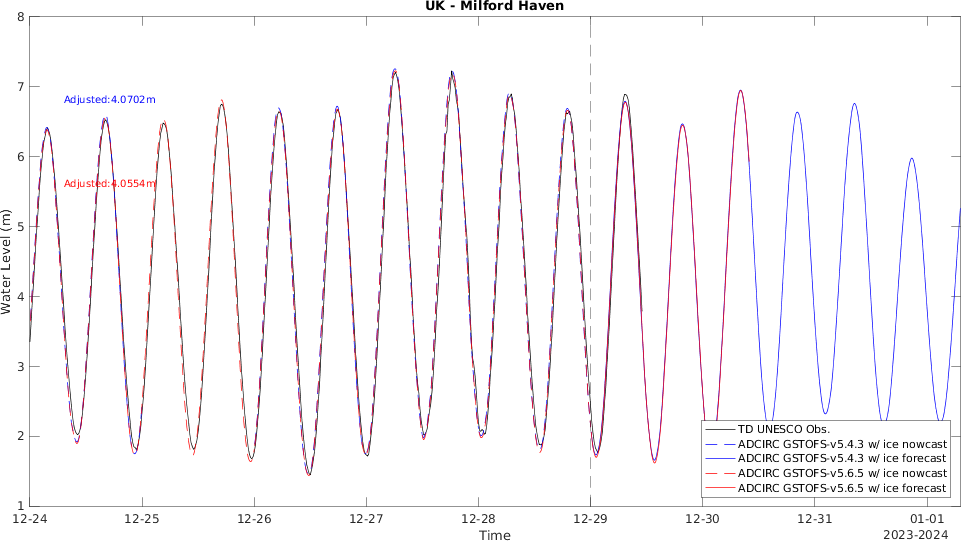 UK - Milford Haven
8
7
6
5
4
3
2
1
Water Level (m)
Adjusted:4.0702m
Adjusted:4.0554m
TD UNESCO Obs.
ADCIRC GSTOFS-v5.4.3 w/ ice nowcast
ADCIRC GSTOFS-v5.4.3 w/ ice forecast
ADCIRC GSTOFS-v5.6.5 w/ ice nowcast
ADCIRC GSTOFS-v5.6.5 w/ ice forecast
12-24 12-25 12-26 12-27 12-28 12-29 12-30 12-31 01-01
Time
2023-2024